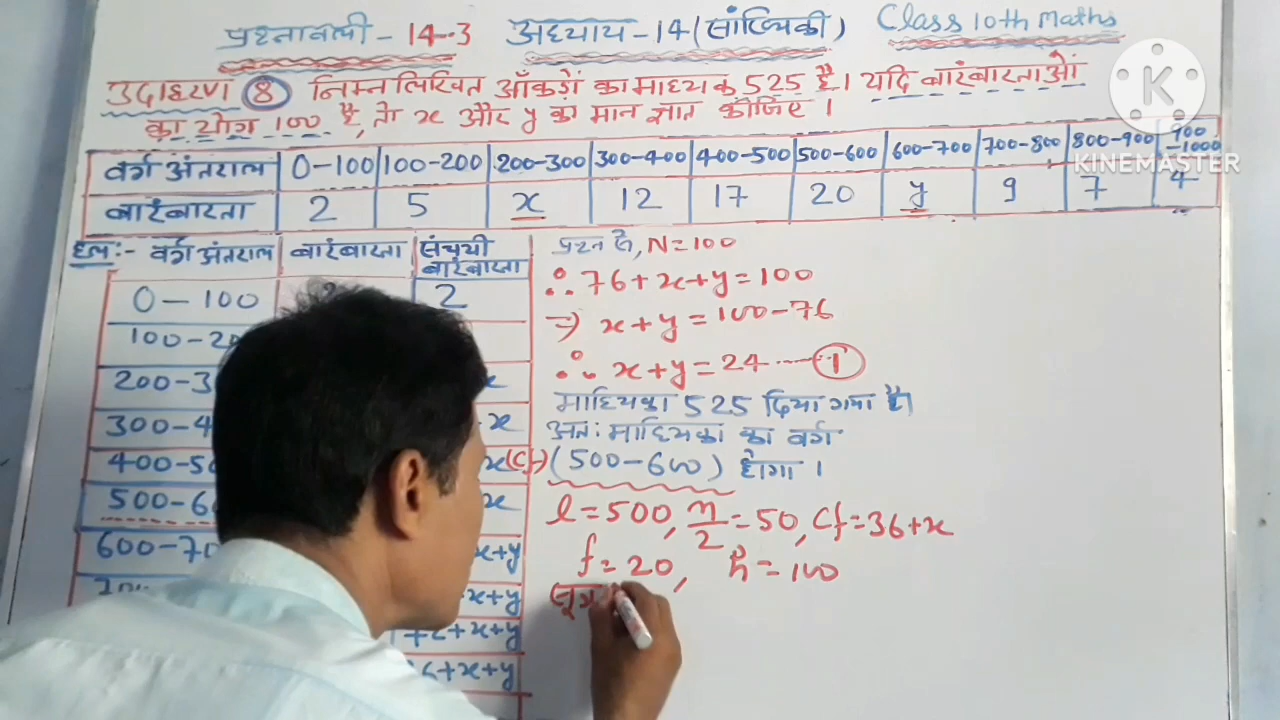 प्रश्नावली - 14.3 अध्याय - 14 (सांख्यिकी) Class 10th Maths
उदाहरण 8 निम्नलिखित आँकड़ों का माध्यक 525 है। यदि बारंबारताओं
का योग 100 है, तो x और y का मान ज्ञात कीजिए।
वर्ग अंतराल 0-100 100-200 200-300 300-400 400-500 500-600 600-700 700-800 800-900 900-1000
बारंबारता 2 5 x 12 17 20 y 9 7 4
K
KINEMASTER
हल:- वर्ग अंतराल बारंबारता संचयी बारंबारता
0-100 2
100-20
200-3 x
300-4 x
400-50 x (cf)
500-60 x
600-70 x+y
x+y
+x+y
6+x+y
प्रश्न से, N=100
∴ 76+x+y=100
⇒ x+y=100-76
∴ x+y=24 ---- 1
माध्यिका 525 दिया गया है।
अतः माध्यिका का वर्ग
(500-600) होगा।
l=500, n/2=50, Cf=36+x
f=20, h=100
सूत्र